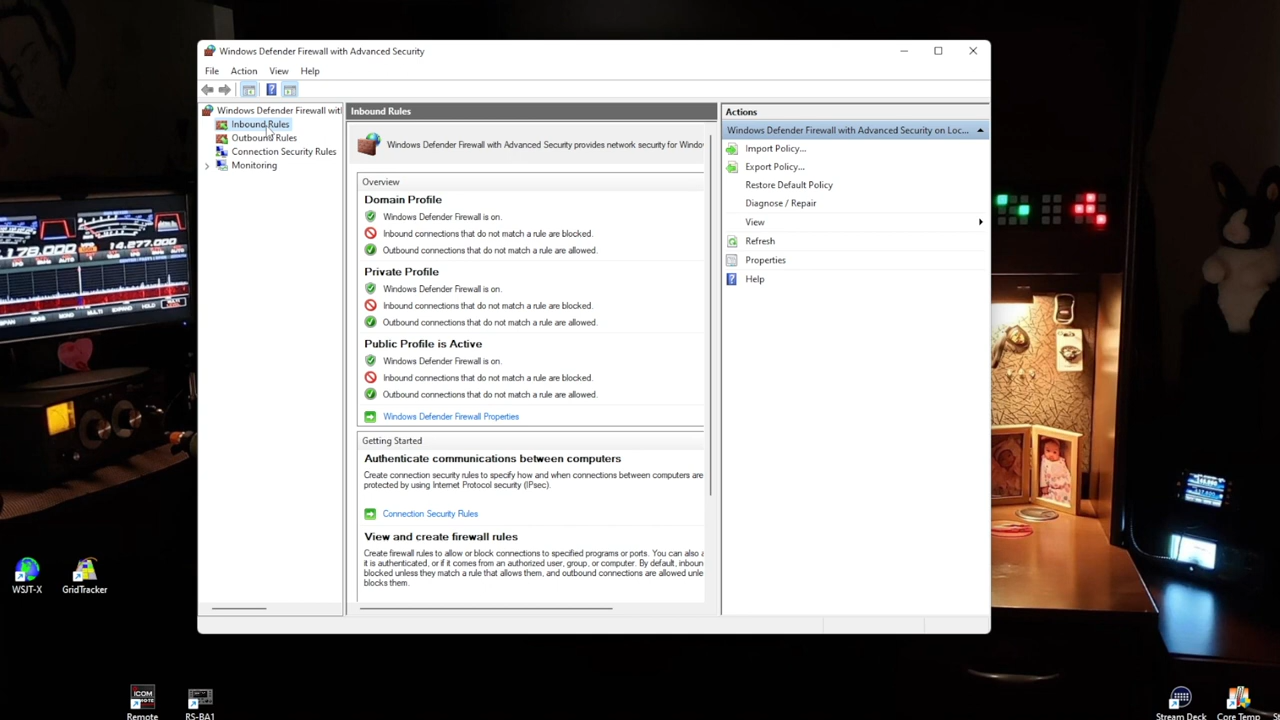 Windows Defender Firewall with Advanced Security
File Action View Help
Windows Defender Firewall with
Inbound Rules
Outbound Rules
Connection Security Rules
Monitoring
Inbound Rules
Windows Defender Firewall with Advanced Security provides network security for Windo
Overview
Domain Profile
Windows Defender Firewall is on.
Inbound connections that do not match a rule are blocked.
Outbound connections that do not match a rule are allowed.
Private Profile
Windows Defender Firewall is on.
Inbound connections that do not match a rule are blocked.
Outbound connections that do not match a rule are allowed.
Public Profile is Active
Windows Defender Firewall is on.
Inbound connections that do not match a rule are blocked.
Outbound connections that do not match a rule are allowed.
Windows Defender Firewall Properties
Getting Started
Authenticate communications between computers
Create connection security rules to specify how and when connections between computers are
protected by using Internet Protocol security (IPsec).
Connection Security Rules
View and create firewall rules
Create firewall rules to allow or block connections to specified programs or ports. You can also a
it is authenticated, or if it comes from an authorized user, group, or computer. By default, inboun
blocked unless they match a rule that allows them, and outbound connections are allowed unle
blocks them.
Actions
Windows Defender Firewall with Advanced Security on Loc...
Import Policy...
Export Policy...
Restore Default Policy
Diagnose / Repair
View
Refresh
Properties
Help
14.277.000
WSJT-X
GridTracker
ICOM
Remote
RS-BA1
Stream Deck
Core Temp